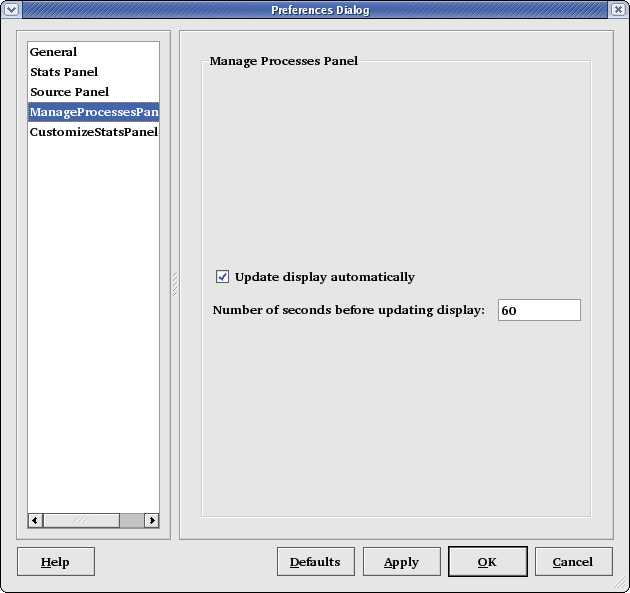 Preferences Dialog
General
Stats Panel
Source Panel
ManageProcessesPan
CustomizeStatsPanel
Manage Processes Panel
Update display automatically
Number of seconds before updating display: 60
Help Defaults Apply OK Cancel